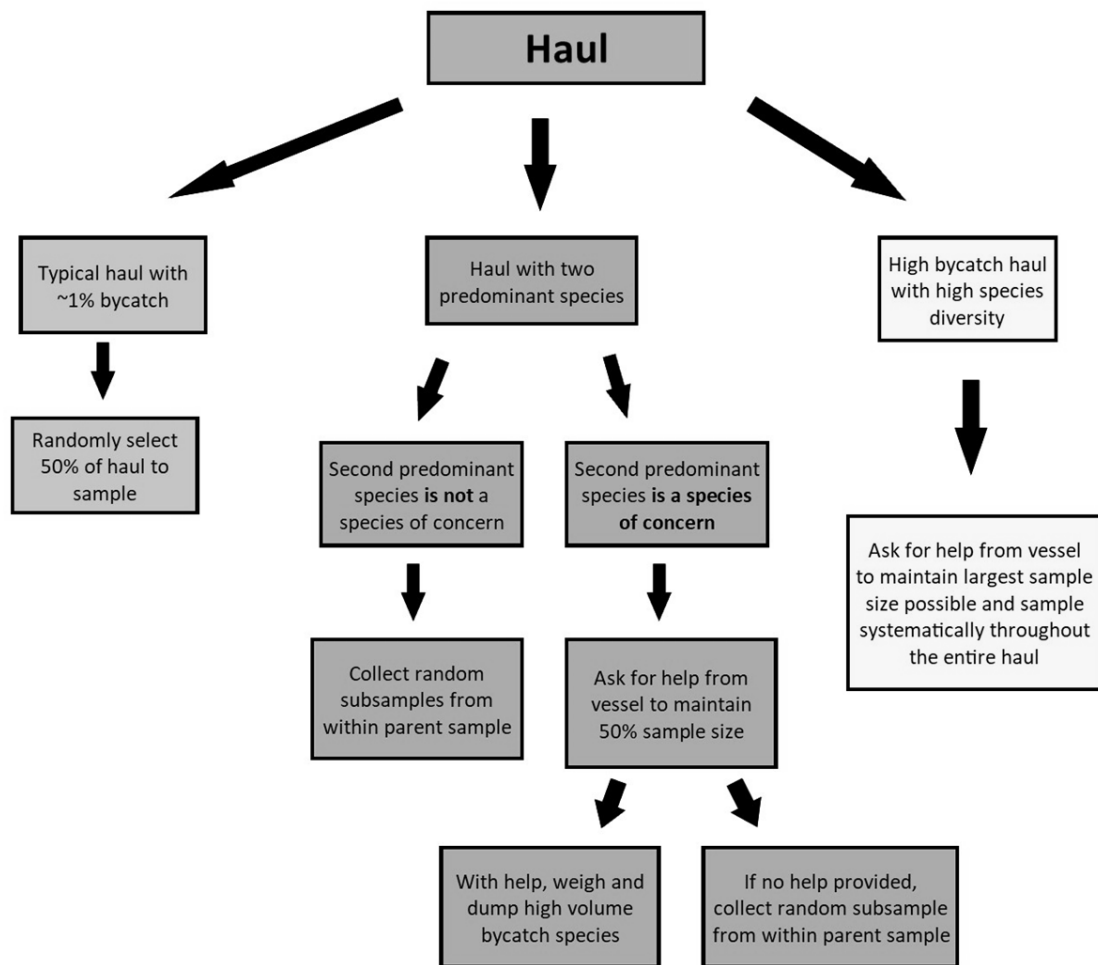 Haul
Typical haul with
~1% bycatch
Haul with two
predominant species
High bycatch haul
with high species
diversity
Randomly select
50% of haul to
sample
Second predominant
species is not a
species of concern
Second predominant
species is a species
of concern
Ask for help from vessel
to maintain largest sample
size possible and sample
systematically throughout
the entire haul
Collect random
subsamples from
within parent sample
Ask for help from
vessel to maintain
50% sample size
With help, weigh and
dump high volume
bycatch species
If no help provided,
collect random subsample
from within parent sample